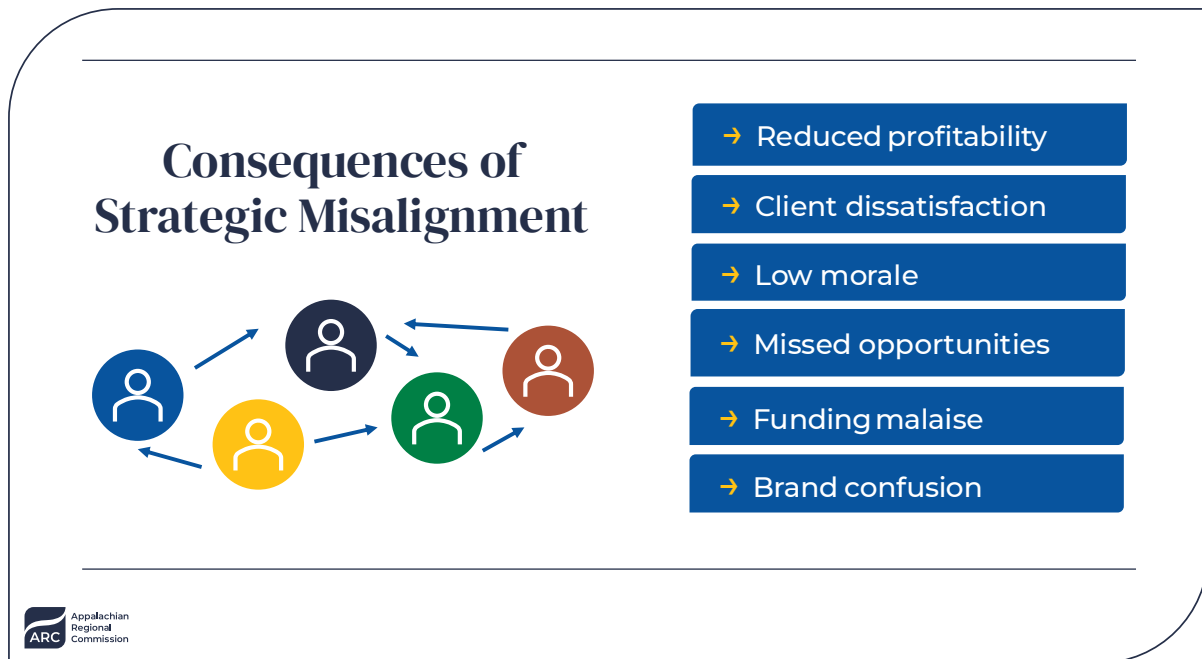 Consequences of
Strategic Misalignment
→ Reduced profitability
→ Client dissatisfaction
→ Low morale
→ Missed opportunities
→ Funding malaise
→ Brand confusion
ARC
Appalachian
Regional
Commission